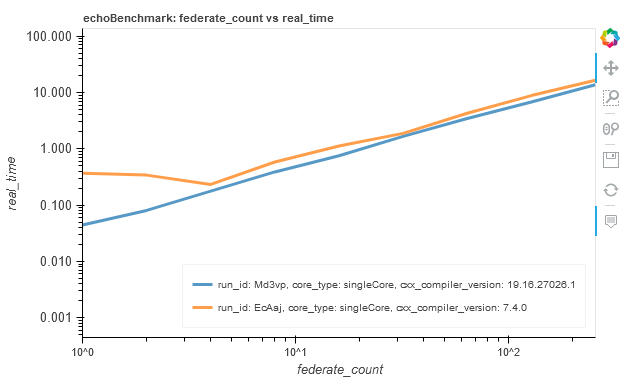 echoBenchmark: federate_count vs real_time
100.000
10.000
1.000
0.100
0.010
0.001
real_time
run_id: Md3vp, core_type: singleCore, cxx_compiler_version: 19.16.27026.1
run_id: EcAaj, core_type: singleCore, cxx_compiler_version: 7.4.0
10^0
10^1
10^2
federate_count